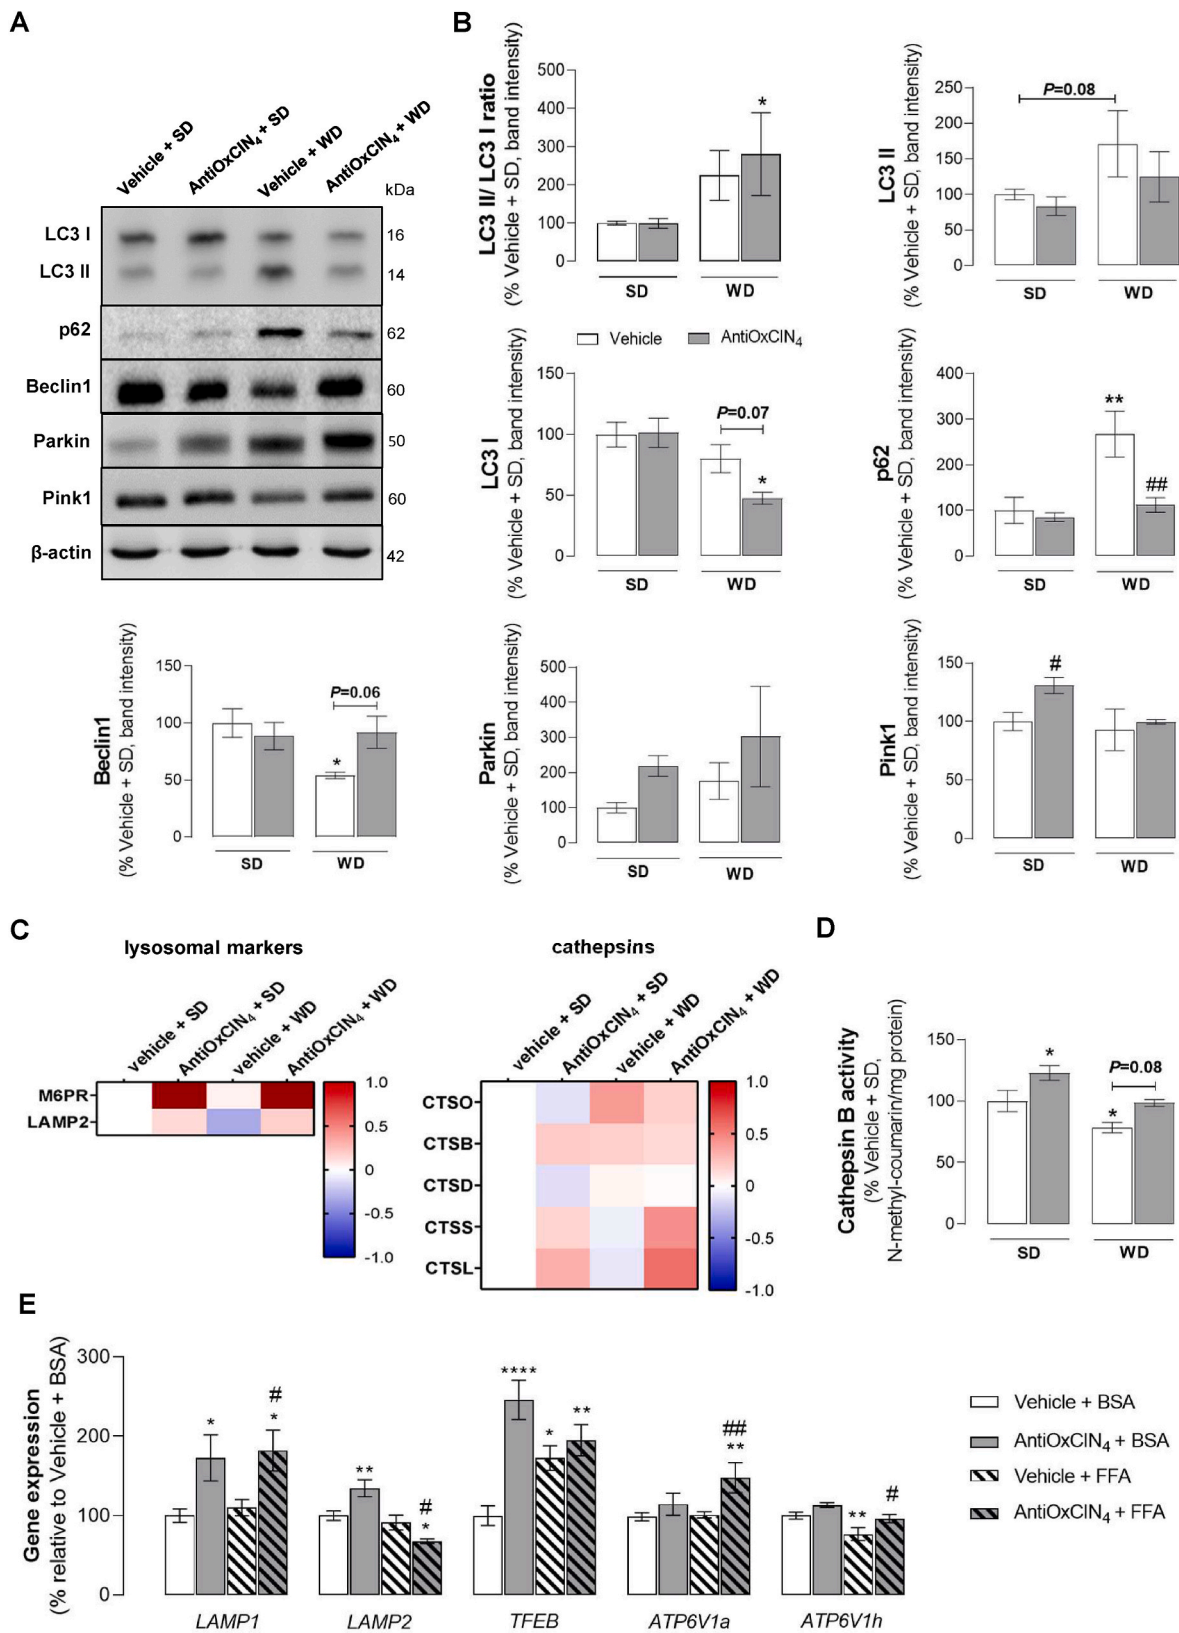 A
Vehicle + SD
AntiOxCIN4 + SD
Vehicle + WD
AntiOxCIN4 + WD
kDa
LC3 I
16
LC3 II
14
p62
62
Beclin1
60
Parkin
50
Pink1
60
β-actin
42
B
LC3 II/ LC3 I ratio
(% Vehicle + SD, band intensity)
500
400
300
200
100
0
*
SD
WD
LC3 II
(% Vehicle + SD, band intensity)
250
200
150
100
50
0
P=0.08
SD
WD
Vehicle
AntiOxCIN4
LC3 I
(% Vehicle + SD, band intensity)
150
100
50
0
P=0.07
*
SD
WD
p62
(% Vehicle + SD, band intensity)
400
300
200
100
0
**
##
SD
WD
Beclin1
(% Vehicle + SD, band intensity)
150
100
50
0
P=0.06
*
SD
WD
Parkin
(% Vehicle + SD, band intensity)
500
400
300
200
100
0
SD
WD
Pink1
(% Vehicle + SD, band intensity)
150
100
50
0
#
SD
WD
C
lysosomal markers
vehicle + SD
AntiOxCIN4 + SD
vehicle + WD
AntiOxCIN4 + WD
M6PR
LAMP2
1.0
0.5
0
-0.5
-1.0
cathepsins
vehicle + SD
AntiOxCIN4 + SD
vehicle + WD
AntiOxCIN4 + WD
CTSO
CTSB
CTSD
CTSS
CTSL
1.0
0.5
0
-0.5
-1.0
D
Cathepsin B activity
(% Vehicle + SD,
N-methyl-coumarin/mg protein)
150
100
50
0
*
P=0.08
*
SD
WD
E
Gene expression
(% relative to Vehicle + BSA)
300
200
100
0
*
#
*
**
#
*
****
*
**
##
**
**
#
LAMP1
LAMP2
TFEB
ATP6V1a
ATP6V1h
Vehicle + BSA
AntiOxCIN4 + BSA
Vehicle + FFA
AntiOxCIN4 + FFA